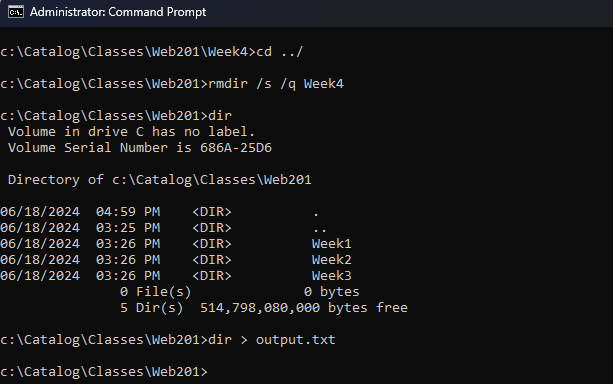 Administrator: Command Prompt
c:\Catalog\Classes\Web201\Week4>cd ../
c:\Catalog\Classes\Web201>rmdir /s /q Week4
c:\Catalog\Classes\Web201>dir
 Volume in drive C has no label.
 Volume Serial Number is 686A-25D6
 Directory of c:\Catalog\Classes\Web201
06/18/2024  04:59 PM    <DIR>          .
06/18/2024  03:25 PM    <DIR>          ..
06/18/2024  03:26 PM    <DIR>          Week1
06/18/2024  03:26 PM    <DIR>          Week2
06/18/2024  03:26 PM    <DIR>          Week3
               0 File(s)              0 bytes
               5 Dir(s)  514,798,080,000 bytes free
c:\Catalog\Classes\Web201>dir > output.txt
c:\Catalog\Classes\Web201>